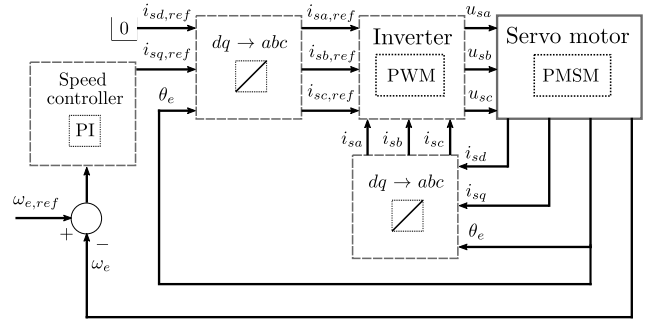 0
i_{sd,ref}
i_{sq,ref}
θ_e
dq → abc
i_{sa,ref}
i_{sb,ref}
i_{sc,ref}
Inverter
PWM
u_{sa}
u_{sb}
u_{sc}
Servo motor
PMSM
Speed
controller
PI
i_{sa}
i_{sb}
i_{sc}
dq → abc
i_{sd}
i_{sq}
θ_e
ω_{e,ref}
+
−
ω_e